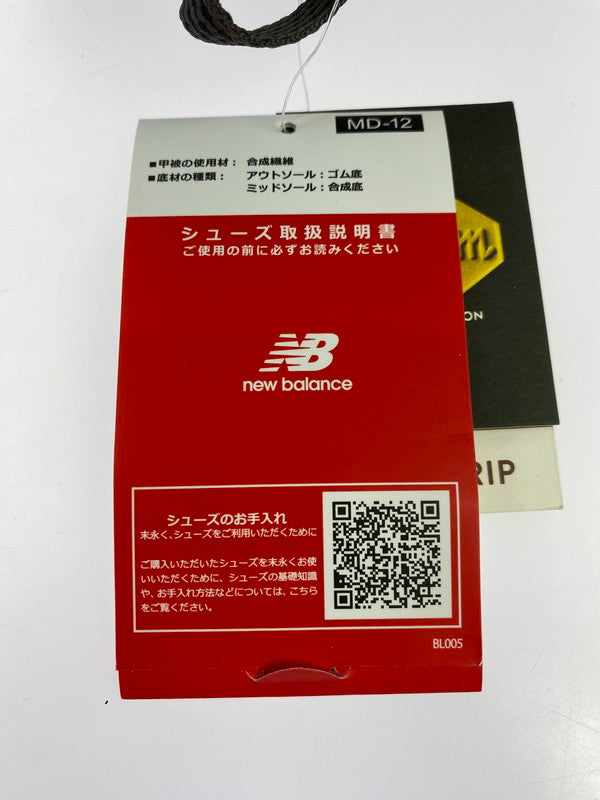 MD-12
■甲被の使用材： 合成繊維
■底材の種類： アウトソール：ゴム底
ミッドソール：合成底
シューズ取扱説明書
ご使用の前に必ずお読みください
NB
new balance
シューズのお手入れ
末永く、シューズをご利用いただくために
ご購入いただいたシューズを末永くお使
いいただくために、シューズの基礎知識
や、お手入れ方法などについては、こちら
をご覧ください。
BL005
ON
RIP